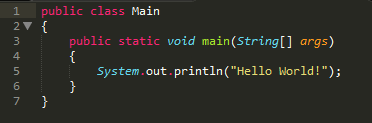 1 public class Main
2 {
3     public static void main(String[] args)
4     {
5         System.out.println("Hello World!");
6     }
7 }